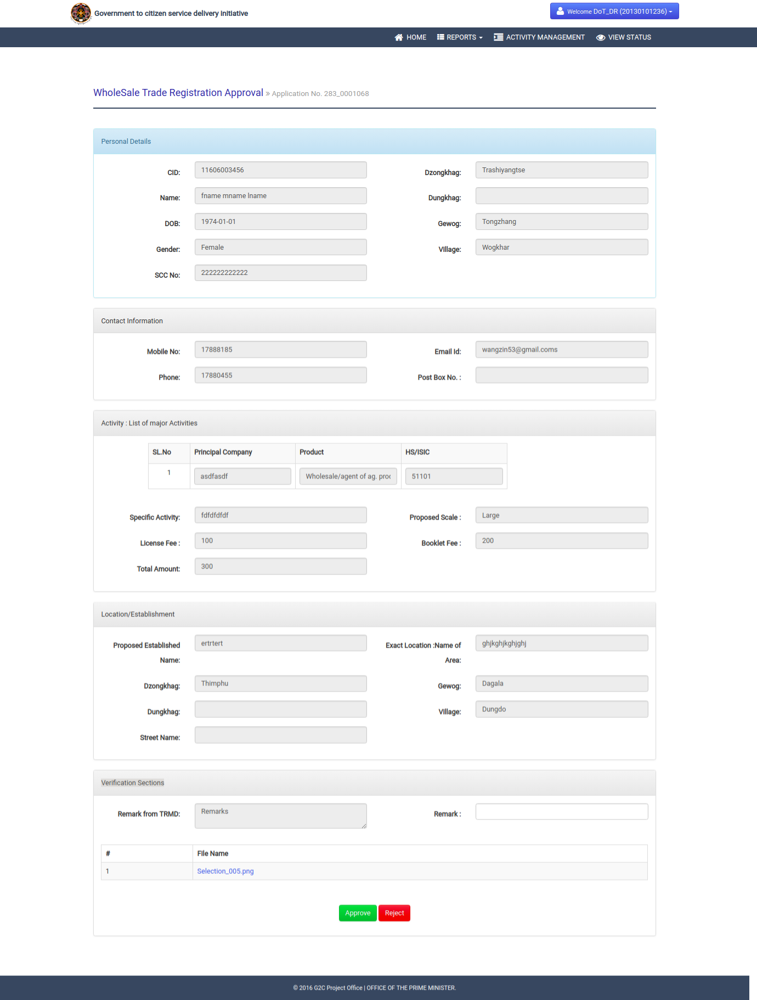 Government to citizen service delivery initiative
Welcome DoT_DR (20130101236)
HOME REPORTS ACTIVITY MANAGEMENT VIEW STATUS
WholeSale Trade Registration Approval » Application No. 283_0001068
Personal Details
CID: 11606003456 Dzongkhag: Trashiyangtse
Name: fname mname lname Dungkhag:
DOB: 1974-01-01 Gewog: Tongzhang
Gender: Female Village: Wogkhar
SCC No: 222222222222
Contact Information
Mobile No: 17888185 Email Id: wangzin53@gmail.coms
Phone: 17880455 Post Box No. :
Activity : List of major Activities
SL.No Principal Company Product HS/ISIC
1 asdfasdf Wholesale/agent of ag. proc 51101
Specific Activity: fdfdfdfdf Proposed Scale : Large
License Fee : 100 Booklet Fee : 200
Total Amount: 300
Location/Establishment
Proposed Established Name: ertrtert Exact Location :Name of Area: ghjkghjkghjghj
Dzongkhag: Thimphu Gewog: Dagala
Dungkhag: Village: Dungdo
Street Name:
Verification Sections
Remark from TRMD: Remarks Remark :
# File Name
1 Selection_005.png
Approve Reject
© 2016 G2C Project Office | OFFICE OF THE PRIME MINISTER.